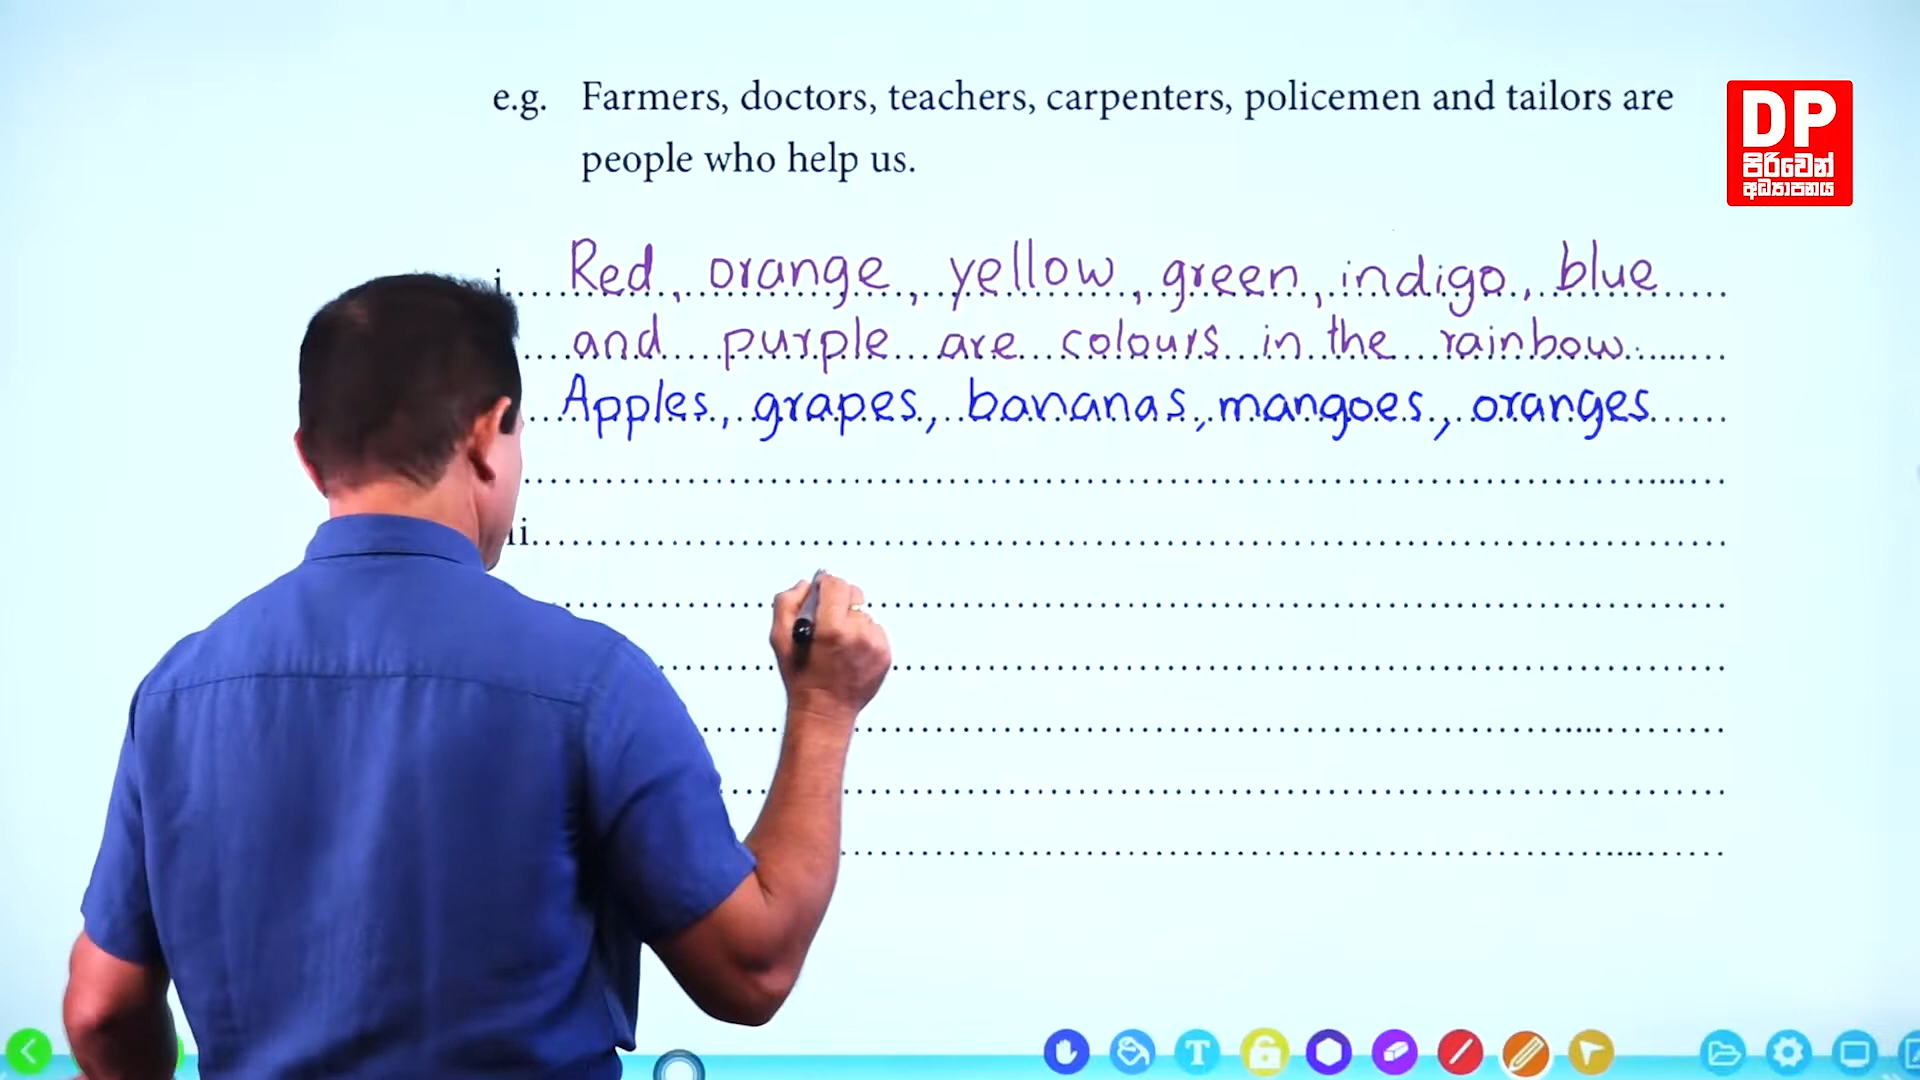 e.g. Farmers, doctors, teachers, carpenters, policemen and tailors are
people who help us.
DP
පිරිවෙන්
අධ්‍යාපනය
i. Red, orange, yellow, green, indigo, blue
and purple are colours in the rainbow.
Apples, grapes, bananas, mangoes, oranges
ii.
T